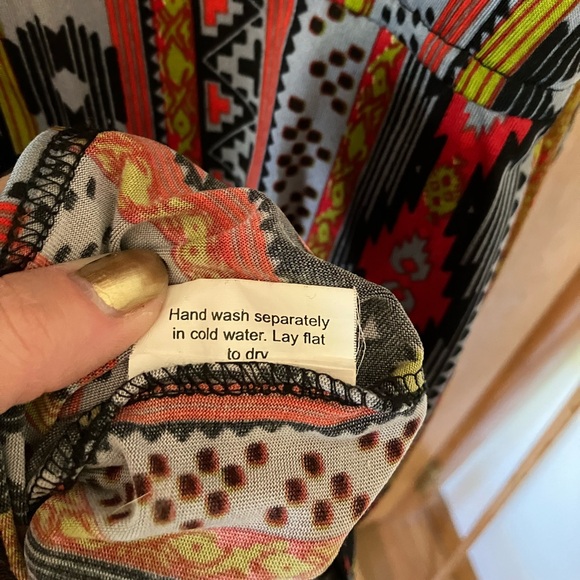 Hand wash separately
in cold water. Lay flat
to dry